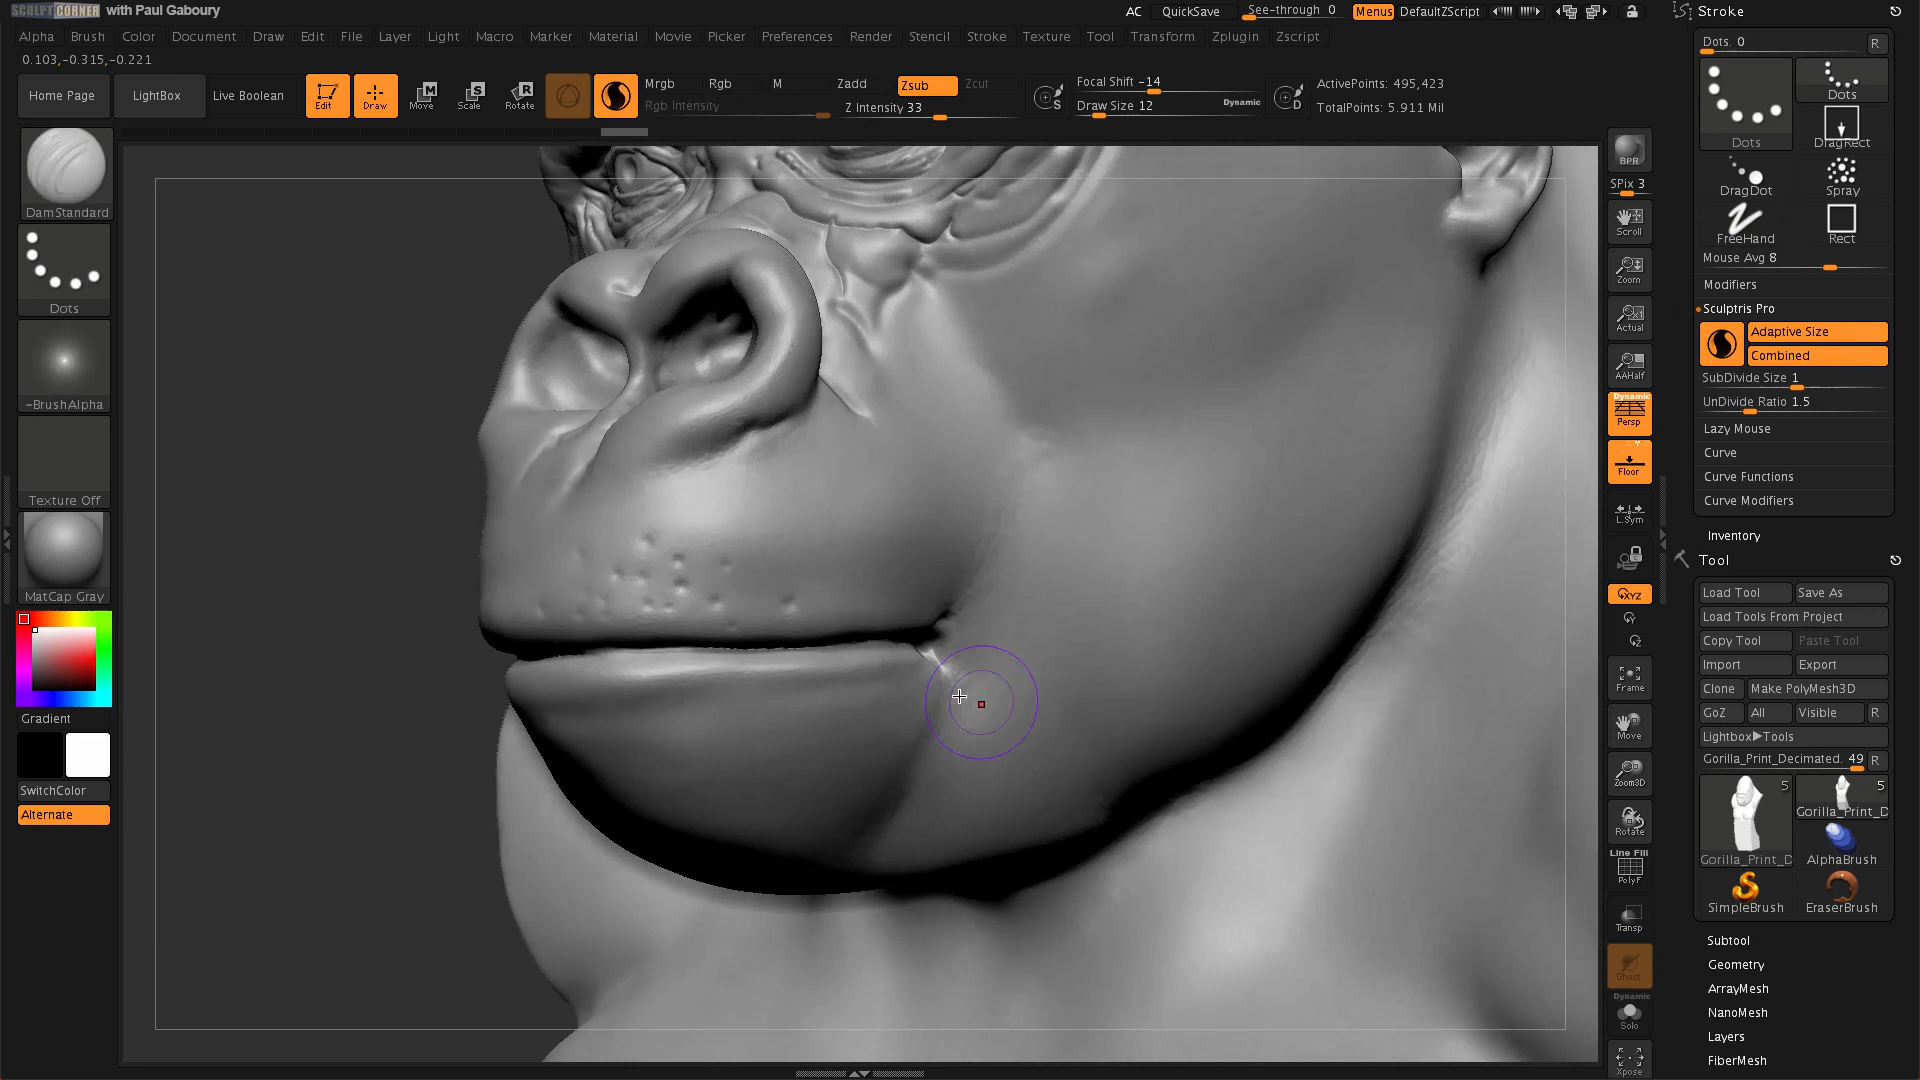 SCULPT CORNER with Paul Gaboury
AC QuickSave See-through 0 Menus DefaultZScript
Alpha Brush Color Document Draw Edit File Layer Light Macro Marker Material Movie Picker Preferences Render Stencil Stroke Texture Tool Transform Zplugin Zscript
0.103,-0.315,-0.221
Home Page LightBox Live Boolean Edit Draw Move Scale Rotate
Mrgb Rgb M Zadd Zsub Zcut
Rgb Intensity Z Intensity 33
Focal Shift -14
Draw Size 12 Dynamic
ActivePoints: 495,423
TotalPoints: 5.911 Mil
DamStandard
Dots
~BrushAlpha
Texture Off
MatCap Gray
Gradient
SwitchColor
Alternate
BPR
SPix 3
Scroll
Zoom
Actual
AAHalf
Dynamic
Persp
Floor
L.Sym
XYZ
Frame
Move
Zoom3D
Rotate
Line Fill
PolyF
Transp
Ghost
Dynamic
Solo
Xpose
Stroke
Dots. 0 R
Dots
Dots
DragRect
DragDot Spray
FreeHand Rect
Mouse Avg 8
Modifiers
Sculptris Pro
Adaptive Size
Combined
SubDivide Size 1
UnDivide Ratio 1.5
Lazy Mouse
Curve
Curve Functions
Curve Modifiers
Inventory
Tool
Load Tool Save As
Load Tools From Project
Copy Tool Paste Tool
Import Export
Clone Make PolyMesh3D
GoZ All Visible R
Lightbox▶Tools
Gorilla_Print_Decimated. 49 R
5 5
Gorilla_Print_D
Gorilla_Print_D AlphaBrush
SimpleBrush EraserBrush
Subtool
Geometry
ArrayMesh
NanoMesh
Layers
FiberMesh